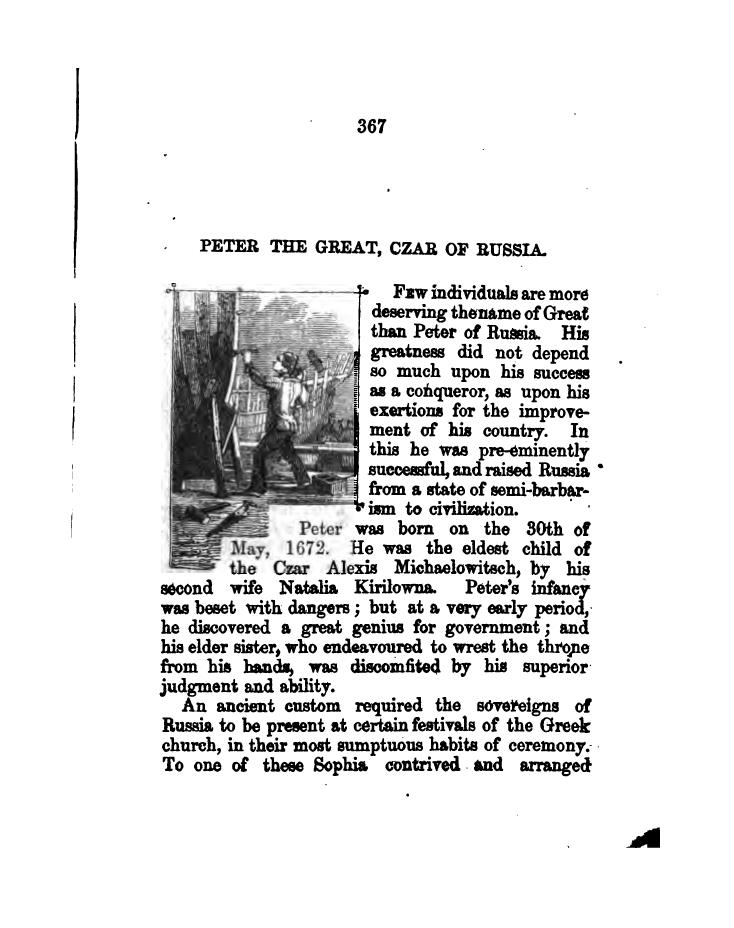 367
PETER THE GREAT, CZAR OF RUSSIA.
FEW individuals are more
deserving the name of Great
than Peter of Russia. His
greatness did not depend
so much upon his success
as a conqueror, as upon his
exertions for the improve-
ment of his country. In
this he was pre-eminently
successful, and raised Russia
from a state of semi-barbar-
ism to civilization.
Peter was born on the 30th of
May, 1672. He was the eldest child of
the Czar Alexis Michaelowitsch, by his
second wife Natalia Kirilowna. Peter's infancy
was beset with dangers; but at a very early period,
he discovered a great genius for government; and
his elder sister, who endeavoured to wrest the throne
from his hands, was discomfited by his superior
judgment and ability.
An ancient custom required the sovereigns of
Russia to be present at certain festivals of the Greek
church, in their most sumptuous habits of ceremony.
To one of these Sophia contrived and arranged